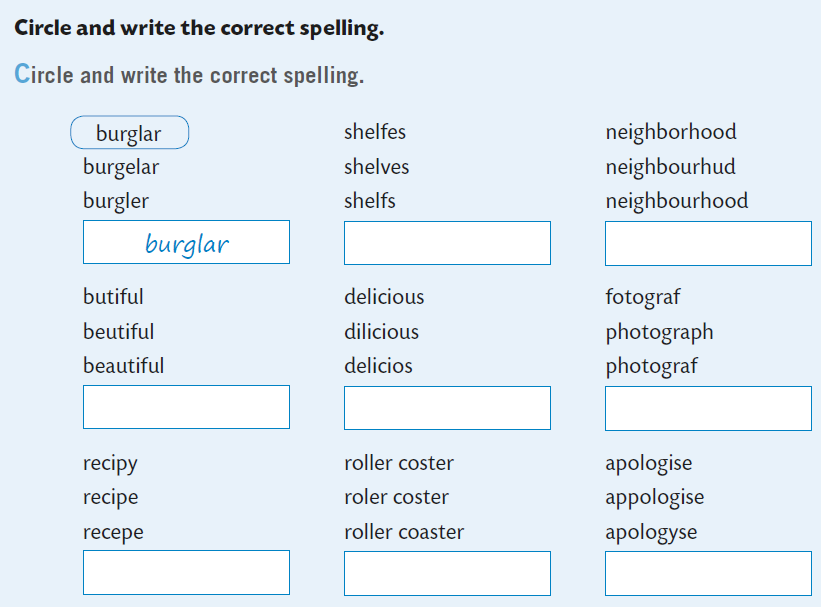 Circle and write the correct spelling.
Circle and write the correct spelling.
burglar
burgelar
burgler
burglar
shelfes
shelves
shelfs
neighborhood
neighbourhud
neighbourhood
butiful
beutiful
beautiful
delicious
dilicious
delicios
fotograf
photograph
photograf
recipy
recipe
recepe
roller coster
roler coster
roller coaster
apologise
appologise
apologyse